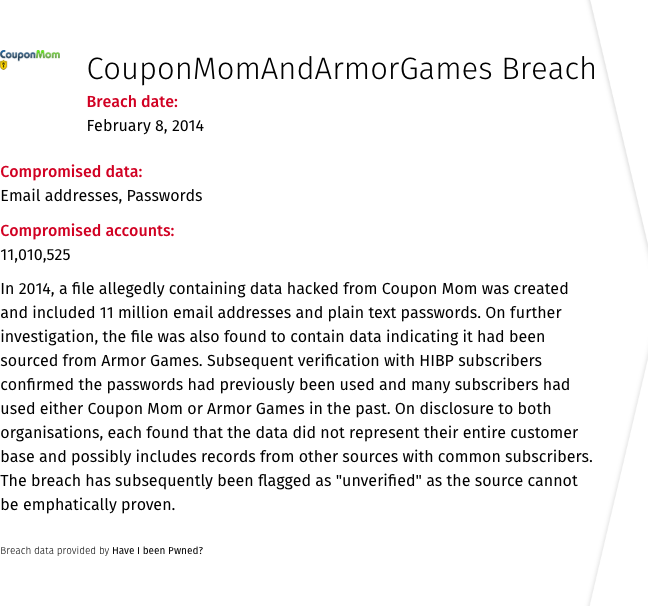 CouponMom
CouponMomAndArmorGames Breach
Breach date:
February 8, 2014
Compromised data:
Email addresses, Passwords
Compromised accounts:
11,010,525
In 2014, a file allegedly containing data hacked from Coupon Mom was created
and included 11 million email addresses and plain text passwords. On further
investigation, the file was also found to contain data indicating it had been
sourced from Armor Games. Subsequent verification with HIBP subscribers
confirmed the passwords had previously been used and many subscribers had
used either Coupon Mom or Armor Games in the past. On disclosure to both
organisations, each found that the data did not represent their entire customer
base and possibly includes records from other sources with common subscribers.
The breach has subsequently been flagged as "unverified" as the source cannot
be emphatically proven.
Breach data provided by Have I been Pwned?